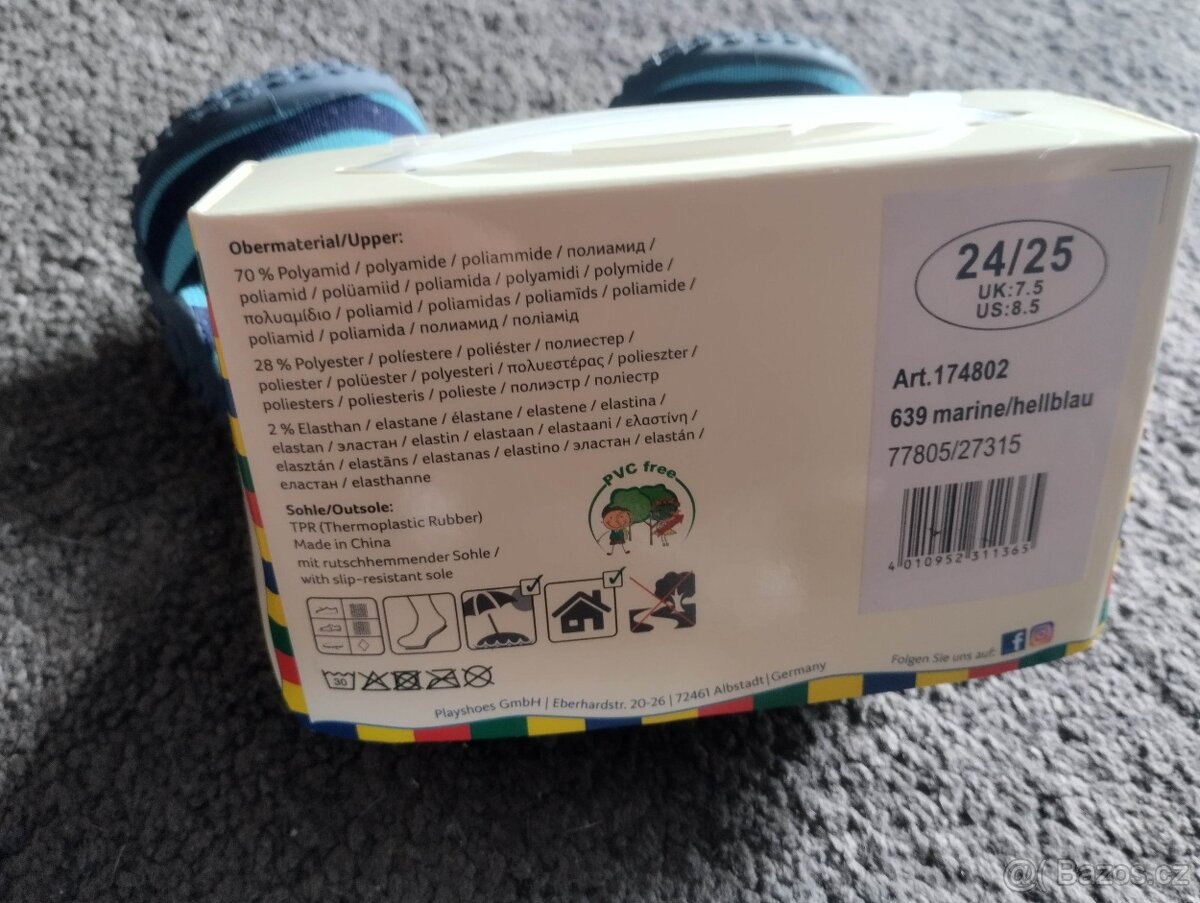 Obermaterial/Upper:
70 % Polyamid / polyamide / poliammide / полиамид /
poliamid / polüamiid / poliamida / polyamidi / polymide /
πολυαμίδιο / poliamid / poliamidas / poliamīds / poliamide /
poliamid / poliamida / полиамид / поліамід
28 % Polyester / poliestere / poliéster / полиестер /
poliester / polüester / polyesteri / πολυεστέρας / polieszter /
poliesters / poliesteris / polieste / полиэстр / поліестр
2 % Elasthan / elastane / élastane / elastene / elastina /
elastan / эластан / elastin / elastaan / elastaani / ελαστίνη /
elasztán / elastāns / elastanas / elastino / эластан / elastán /
еластан / elasthanne
Sohle/Outsole:
TPR (Thermoplastic Rubber)
Made in China
mit rutschhemmender Sohle /
with slip-resistant sole
PVC free
30
Playshoes GmbH | Eberhardstr. 20-26 | 72461 Albstadt | Germany
24/25
UK:7.5
US:8.5
Art.174802
639 marine/hellblau
77805/27315
4 010952 311365
Folgen Sie uns auf:
@( Bazos.cz